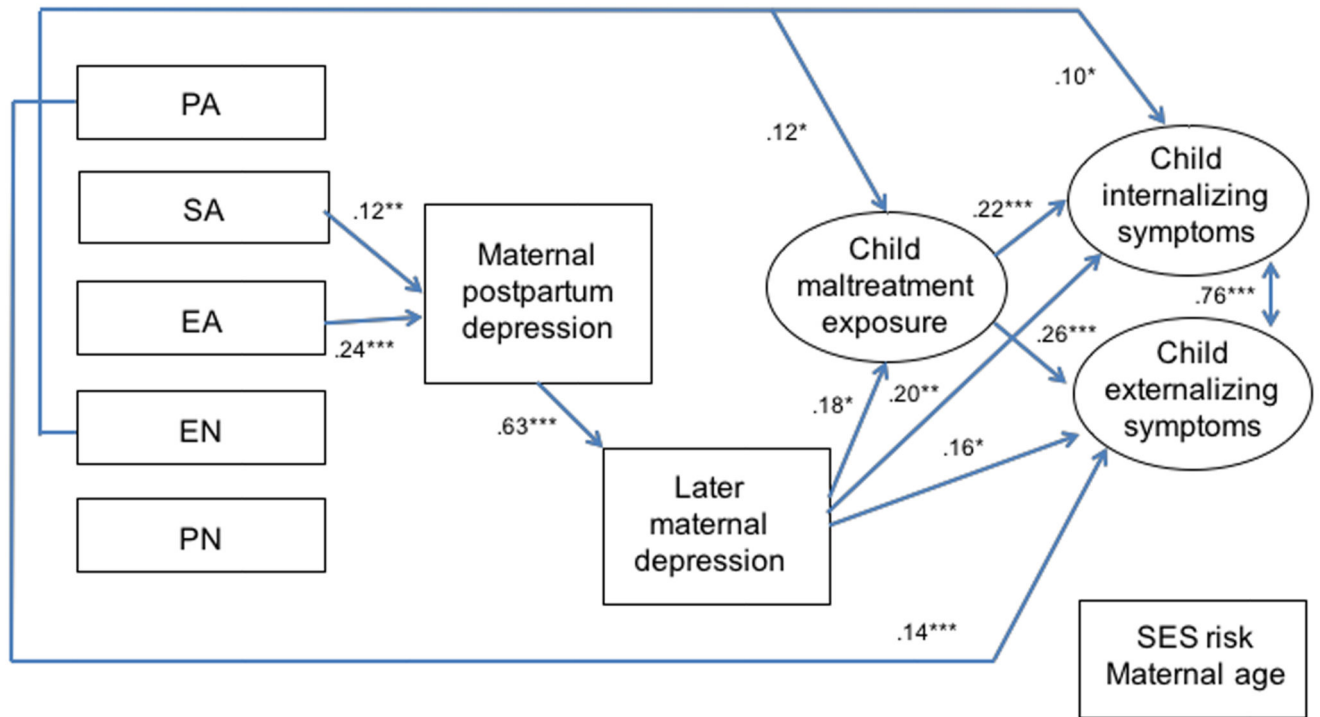 PA
SA
EA
EN
PN
.12**
.24***
Maternal
postpartum
depression
.63***
Later
maternal
depression
.12*
.10*
Child
maltreatment
exposure
.22***
.18*
.20**
.26***
.16*
.14***
Child
internalizing
symptoms
.76***
Child
externalizing
symptoms
SES risk
Maternal age